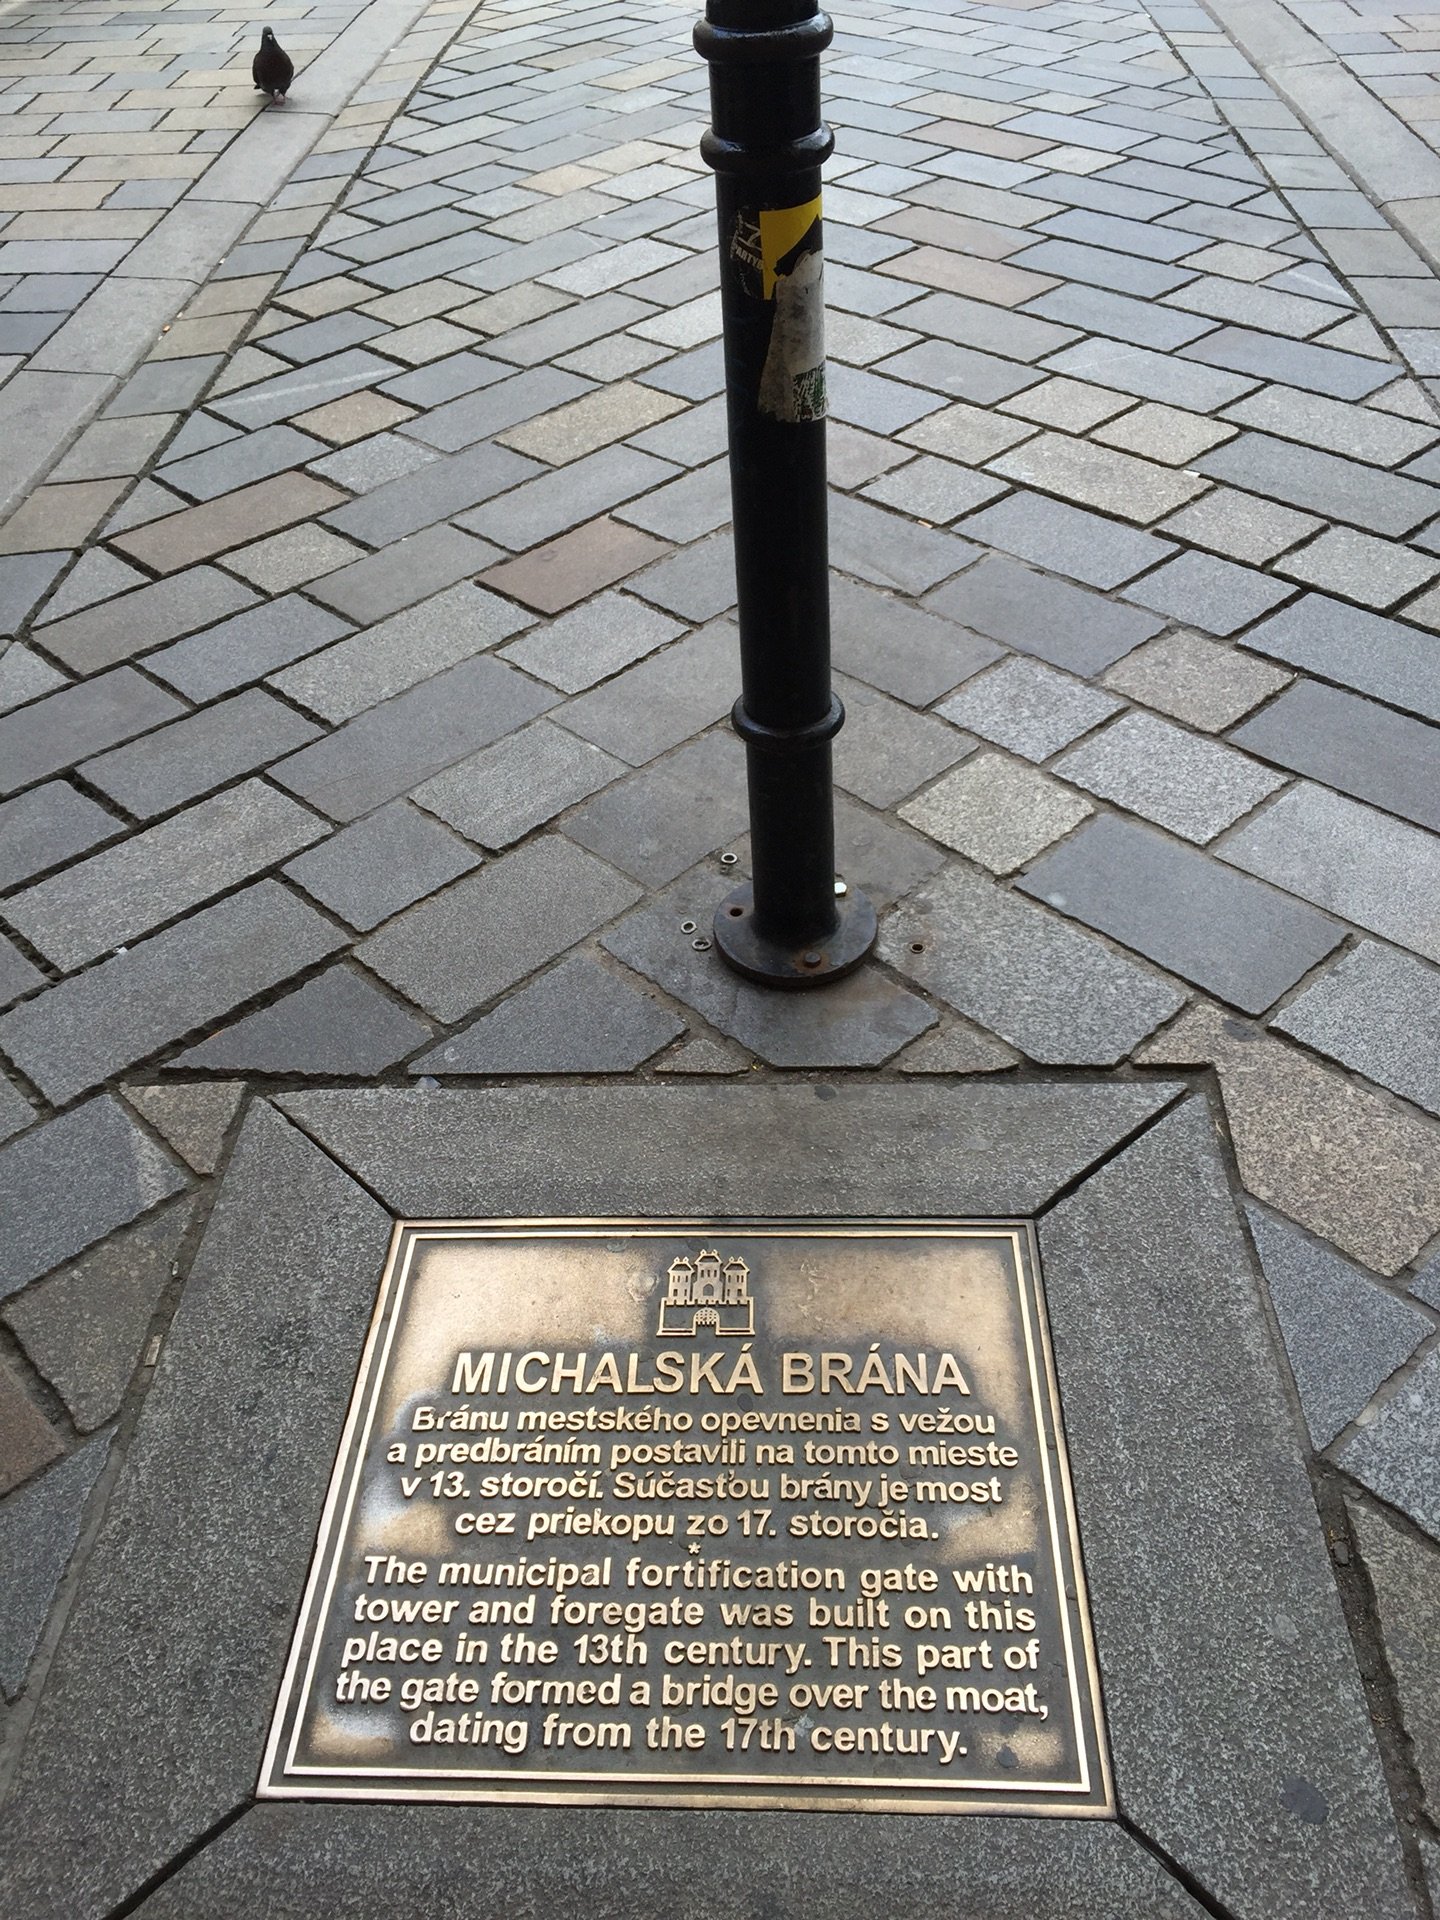 MICHALSKÁ BRÁNA
Bránu mestského opevnenia s vežou
a predbráním postavili na tomto mieste
v 13. storočí. Súčasťou brány je most
cez priekopu zo 17. storočia.
*
The municipal fortification gate with
tower and foregate was built on this
place in the 13th century. This part of
the gate formed a bridge over the moat,
dating from the 17th century.